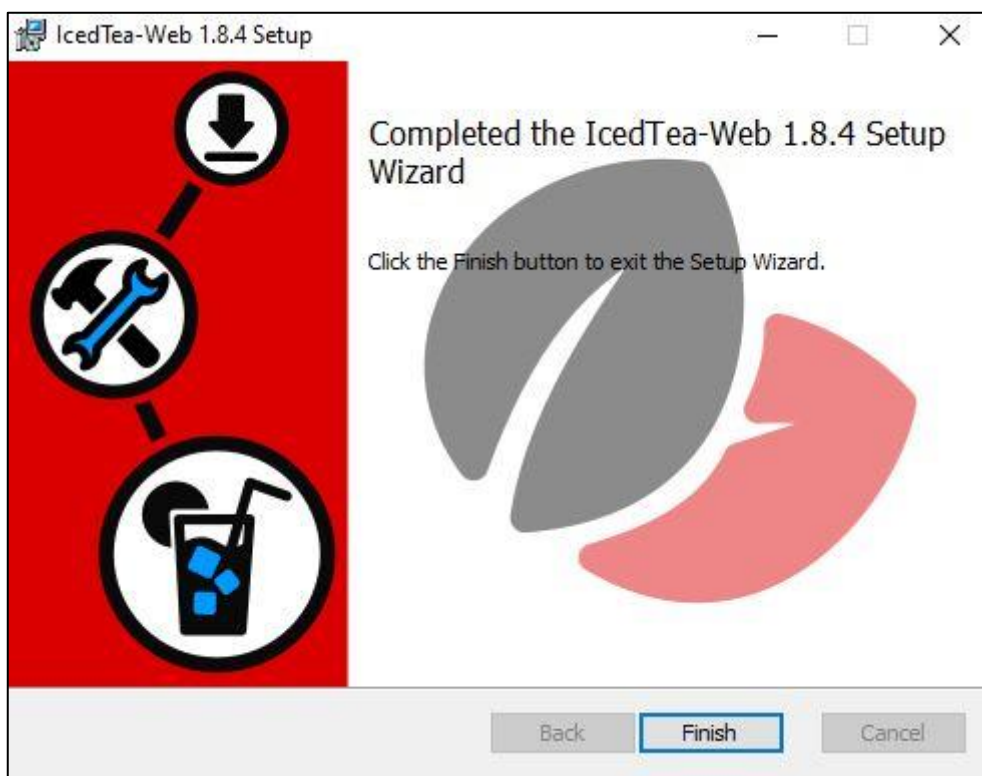 IcedTea-Web 1.8.4 Setup
Completed the IcedTea-Web 1.8.4 Setup
Wizard
Click the Finish button to exit the Setup Wizard.
Back
Finish
Cancel